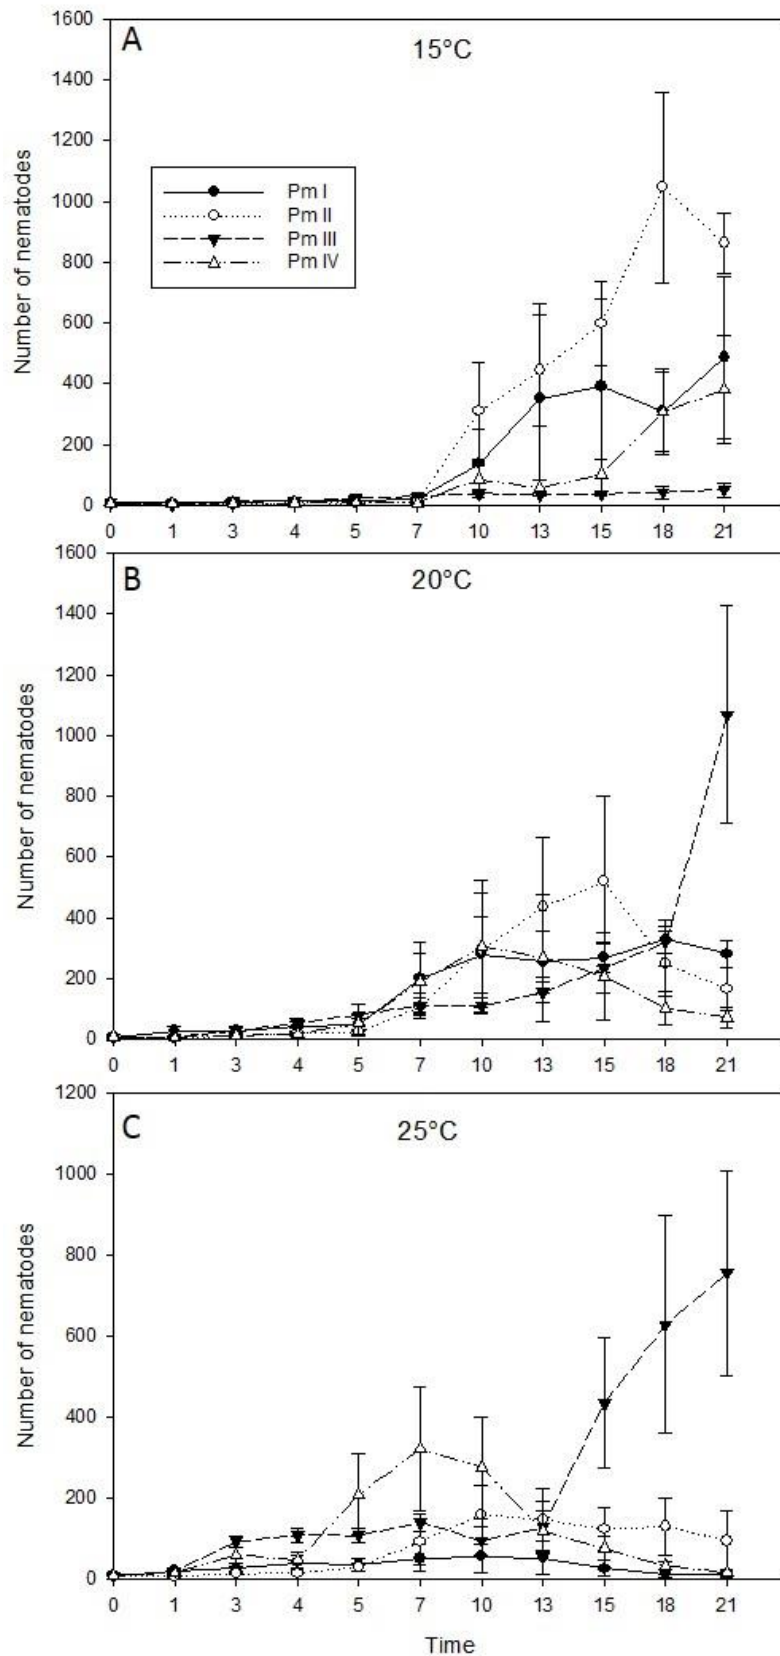 A
15°C
1600
1400
1200
1000
800
600
400
200
0
Number of nematodes
Pm I
Pm II
Pm III
Pm IV
0 1 3 4 5 7 10 13 15 18 21
B
20°C
1600
1400
1200
1000
800
600
400
200
0
Number of nematodes
0 1 3 4 5 7 10 13 15 18 21
C
25°C
1200
1000
800
600
400
200
0
Number of nematodes
0 1 3 4 5 7 10 13 15 18 21
Time